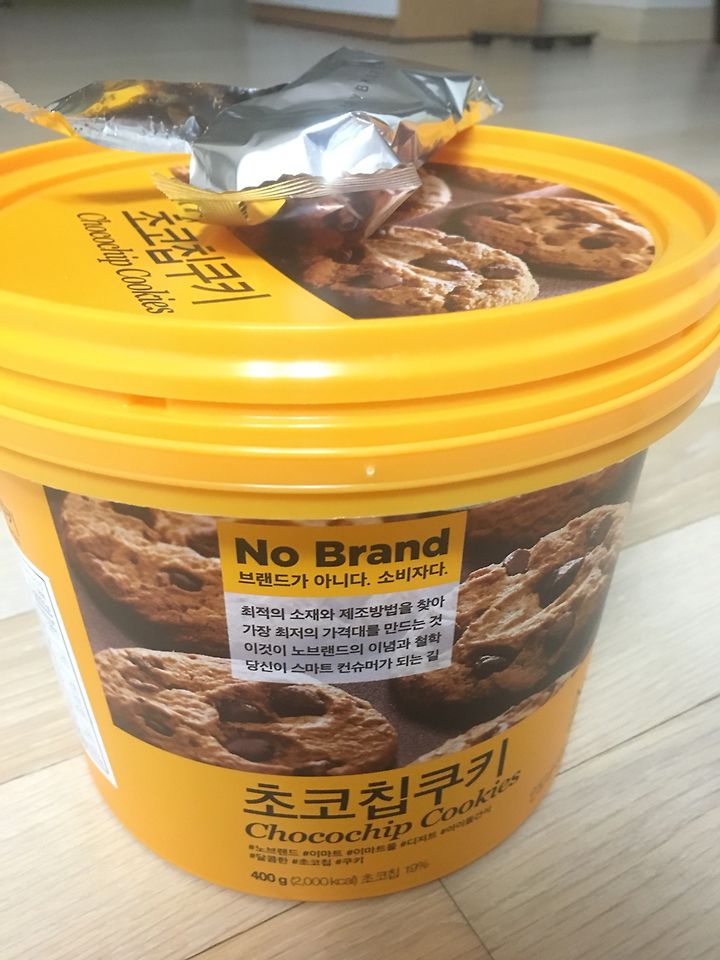 초코칩쿠키
Chocochip Cookies
No Brand
브랜드가 아니다. 소비자다.
최적의 소재와 제조방법을 찾아
가장 최저의 가격대를 만드는 것
이것이 노브랜드의 이념과 철학
당신이 스마트 컨슈머가 되는 길
초코칩쿠키
Chocochip Cookies
#노브랜드 #이마트 #이마트몰 #디저트 #아이들간식
#달콤한 #초코칩 #쿠키
400 g (2,000 kcal) 초코칩 19%